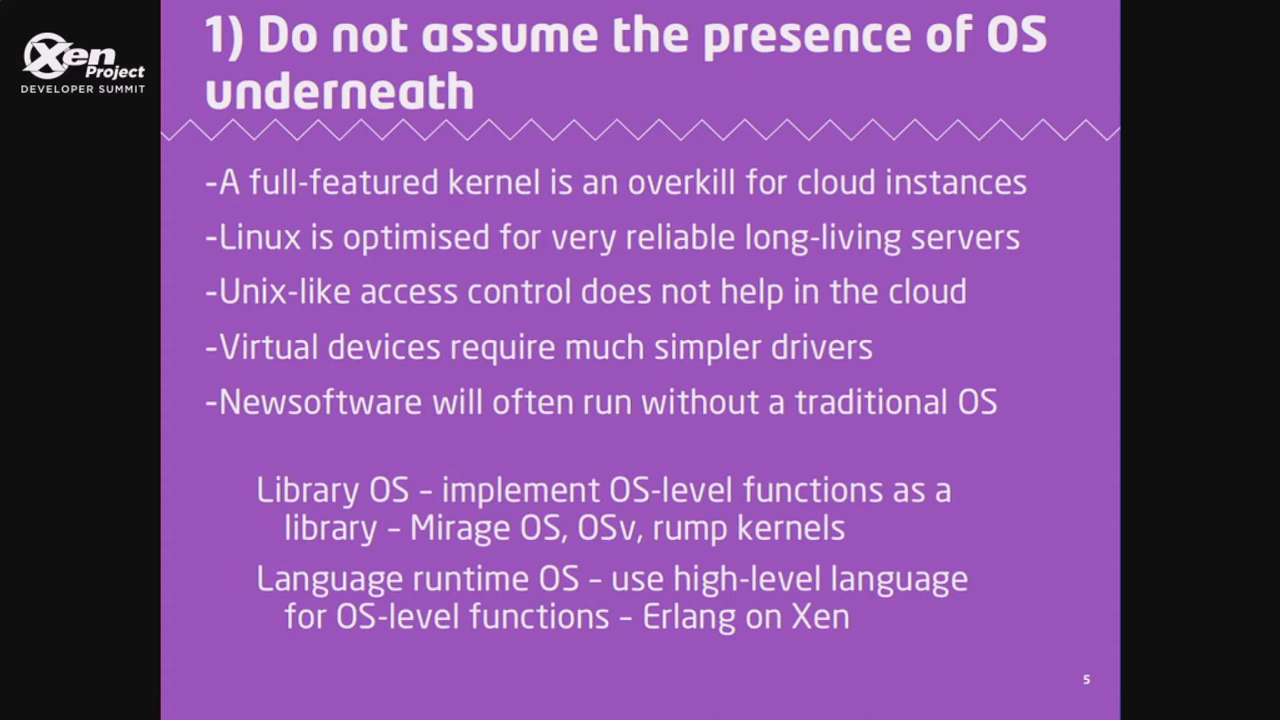 Xen
Project
DEVELOPER SUMMIT
1) Do not assume the presence of OS
underneath
-A full-featured kernel is an overkill for cloud instances
-Linux is optimised for very reliable long-living servers
-Unix-like access control does not help in the cloud
-Virtual devices require much simpler drivers
-Newsoftware will often run without a traditional OS
Library OS – implement OS-level functions as a
library – Mirage OS, OSv, rump kernels
Language runtime OS – use high-level language
for OS-level functions – Erlang on Xen
5